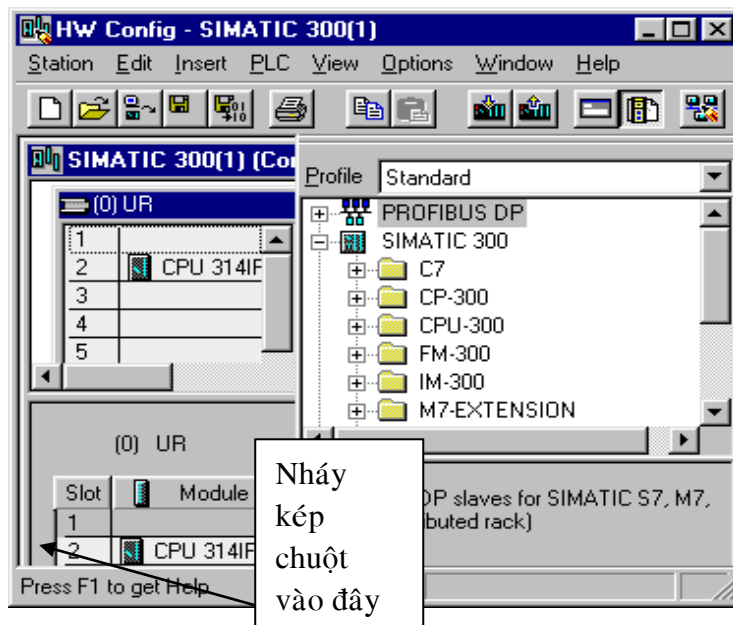 HW Config - SIMATIC 300(1)
Station Edit Insert PLC View Options Window Help
SIMATIC 300(1) (Co
(0) UR
1
2 CPU 314IF
3
4
5
Profile Standard
PROFIBUS DP
SIMATIC 300
C7
CP-300
CPU-300
FM-300
IM-300
M7-EXTENSION
(0) UR
Slot Module
1
2 CPU 314IF
DP slaves for SIMATIC S7, M7,
ibuted rack)
Nháy
kép
chuột
vào đây
Press F1 to get Help